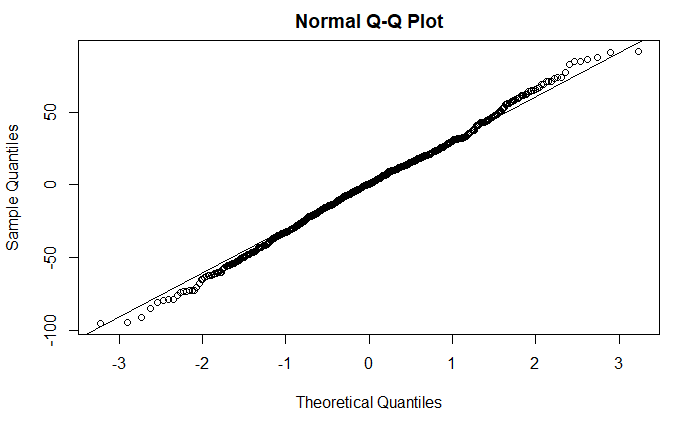 Normal Q-Q Plot
Sample Quantiles
50
0
-50
-100
-3 -2 -1 0 1 2 3
Theoretical Quantiles